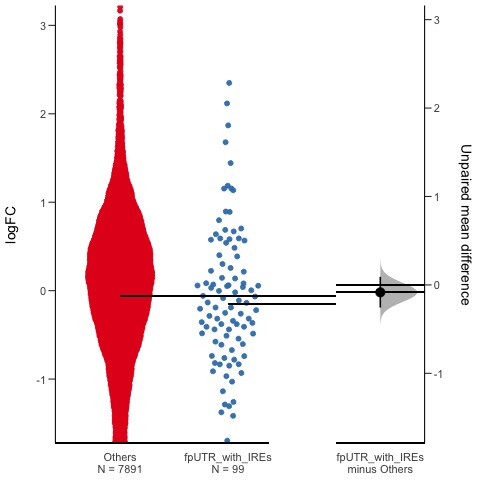 logFC
3
2
1
0
-1
Others
N = 7891
fpUTR_with_IREs
N = 99
3
2
1
0
-1
Unpaired mean difference
fpUTR_with_IREs
minus Others